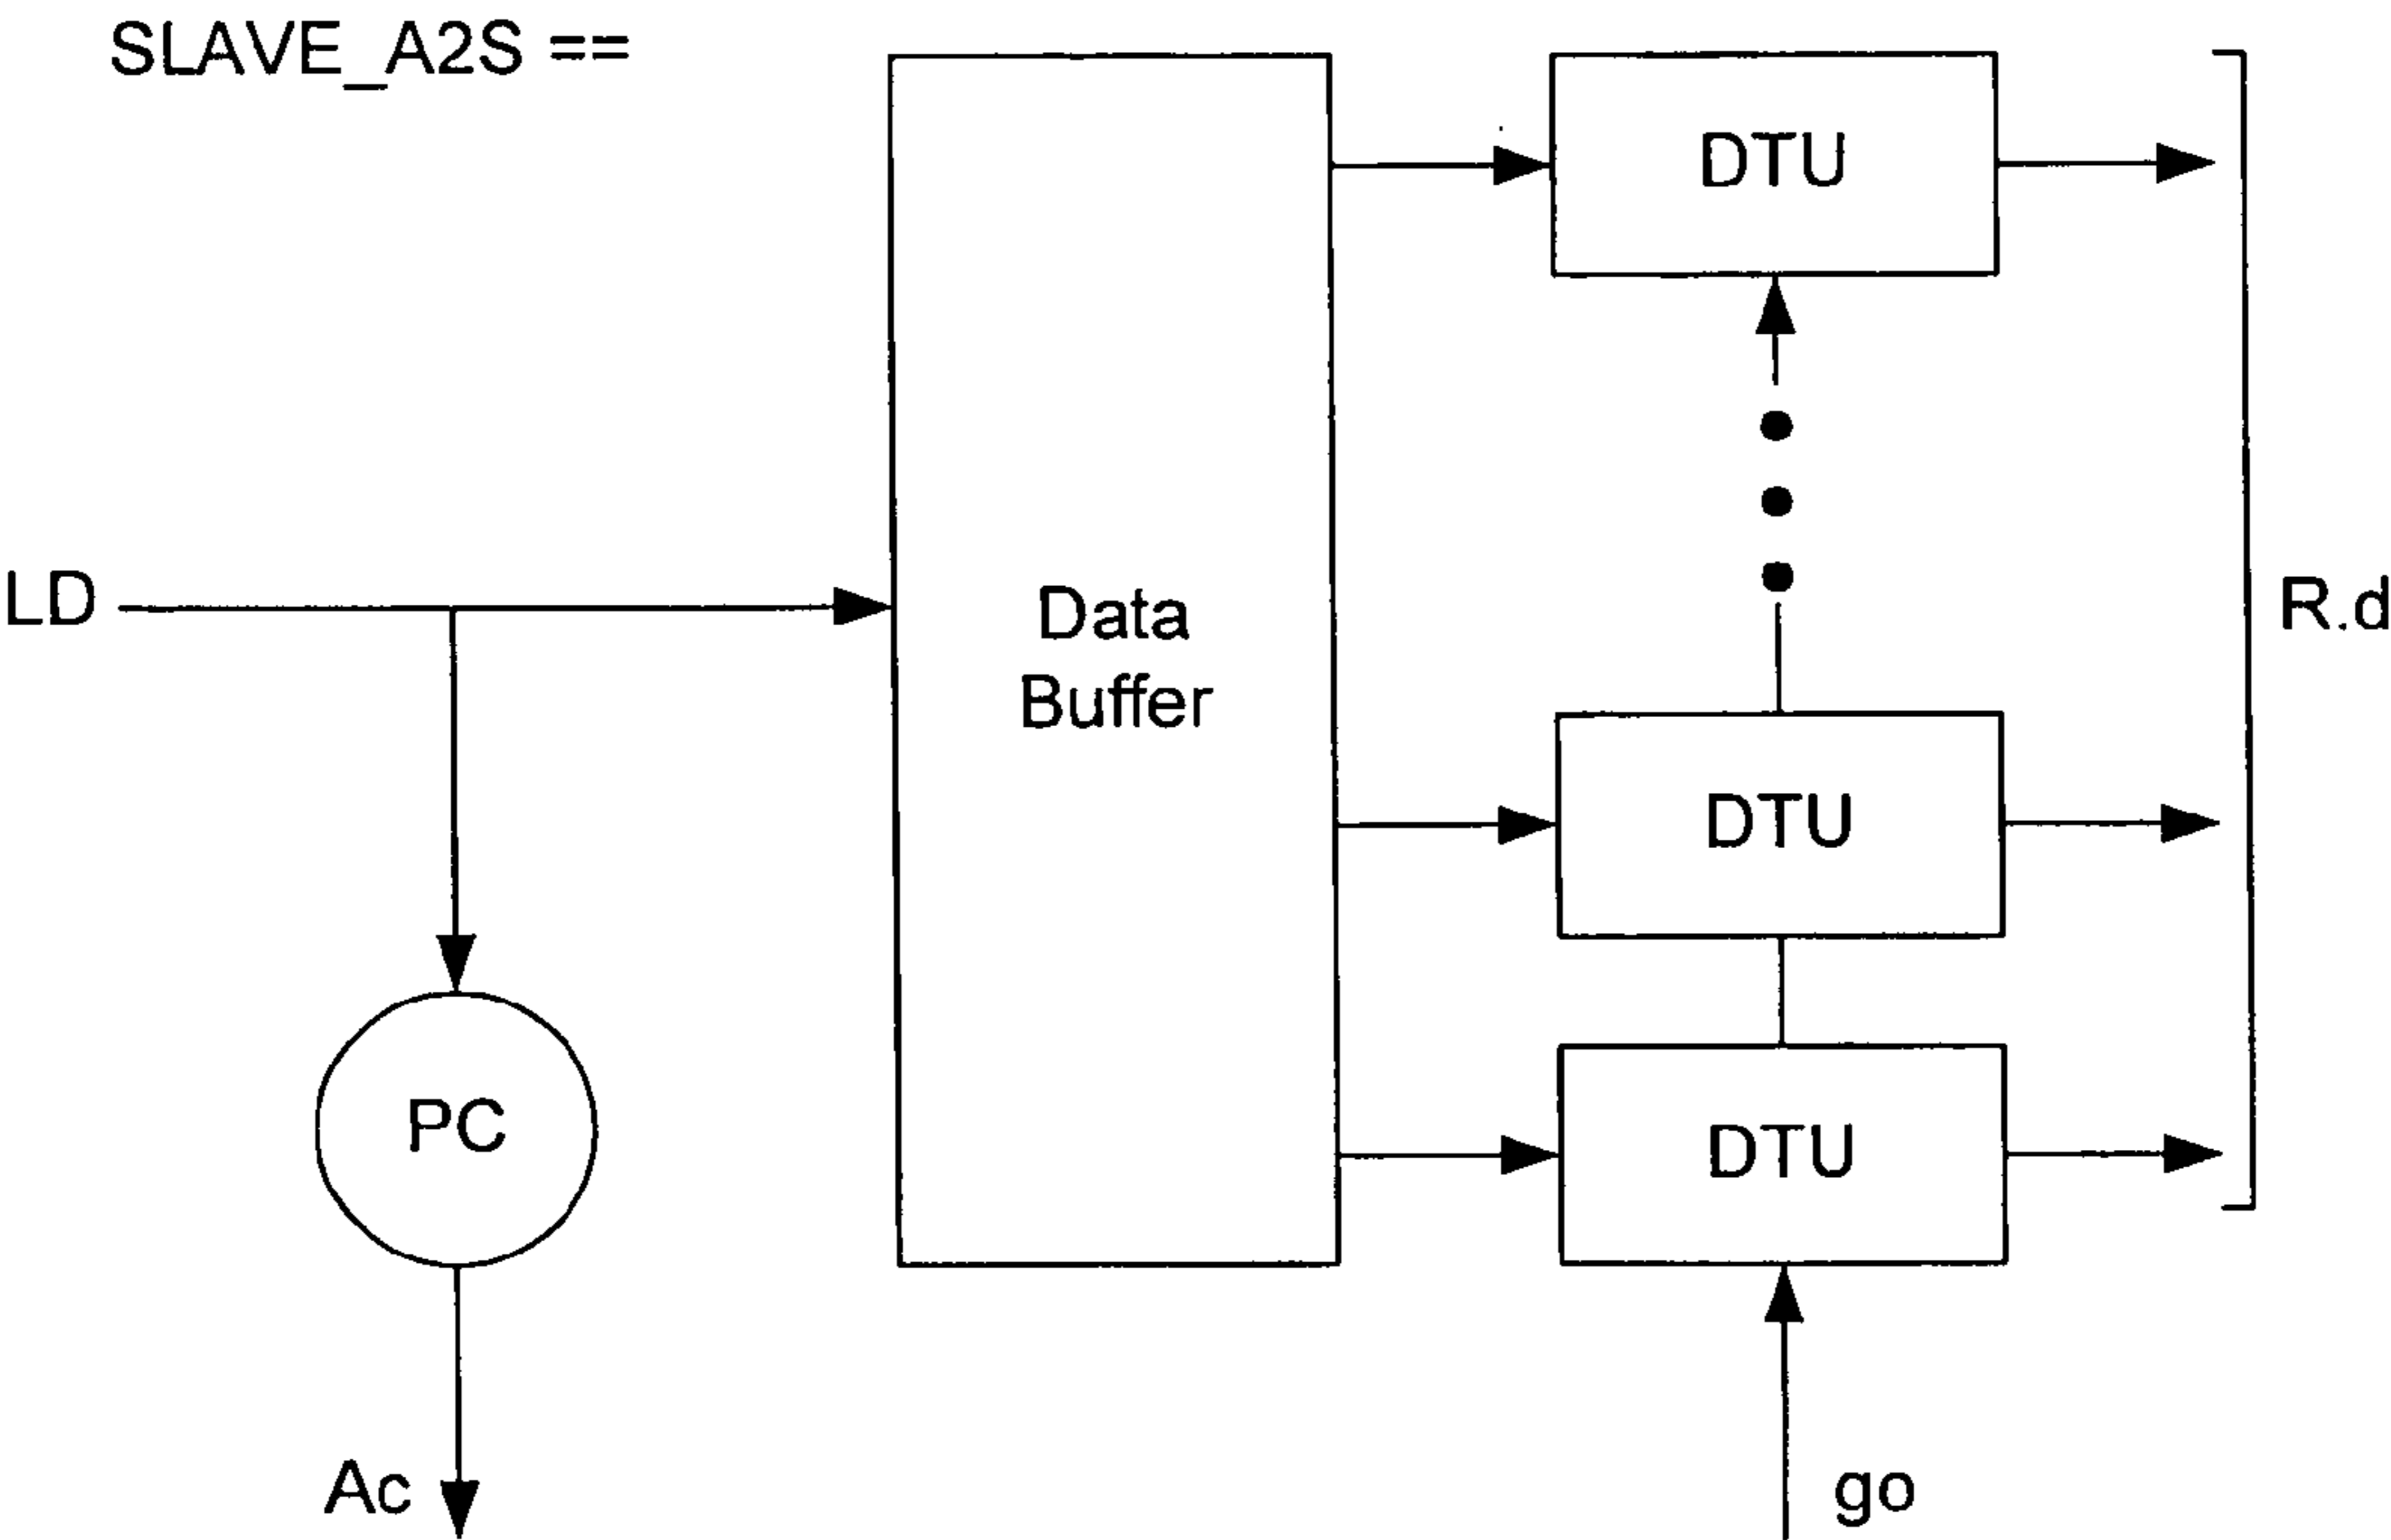 SLAVE_A2S ==
DTU
LD
Data
Buffer
R.d
DTU
PC
DTU
Ac
go